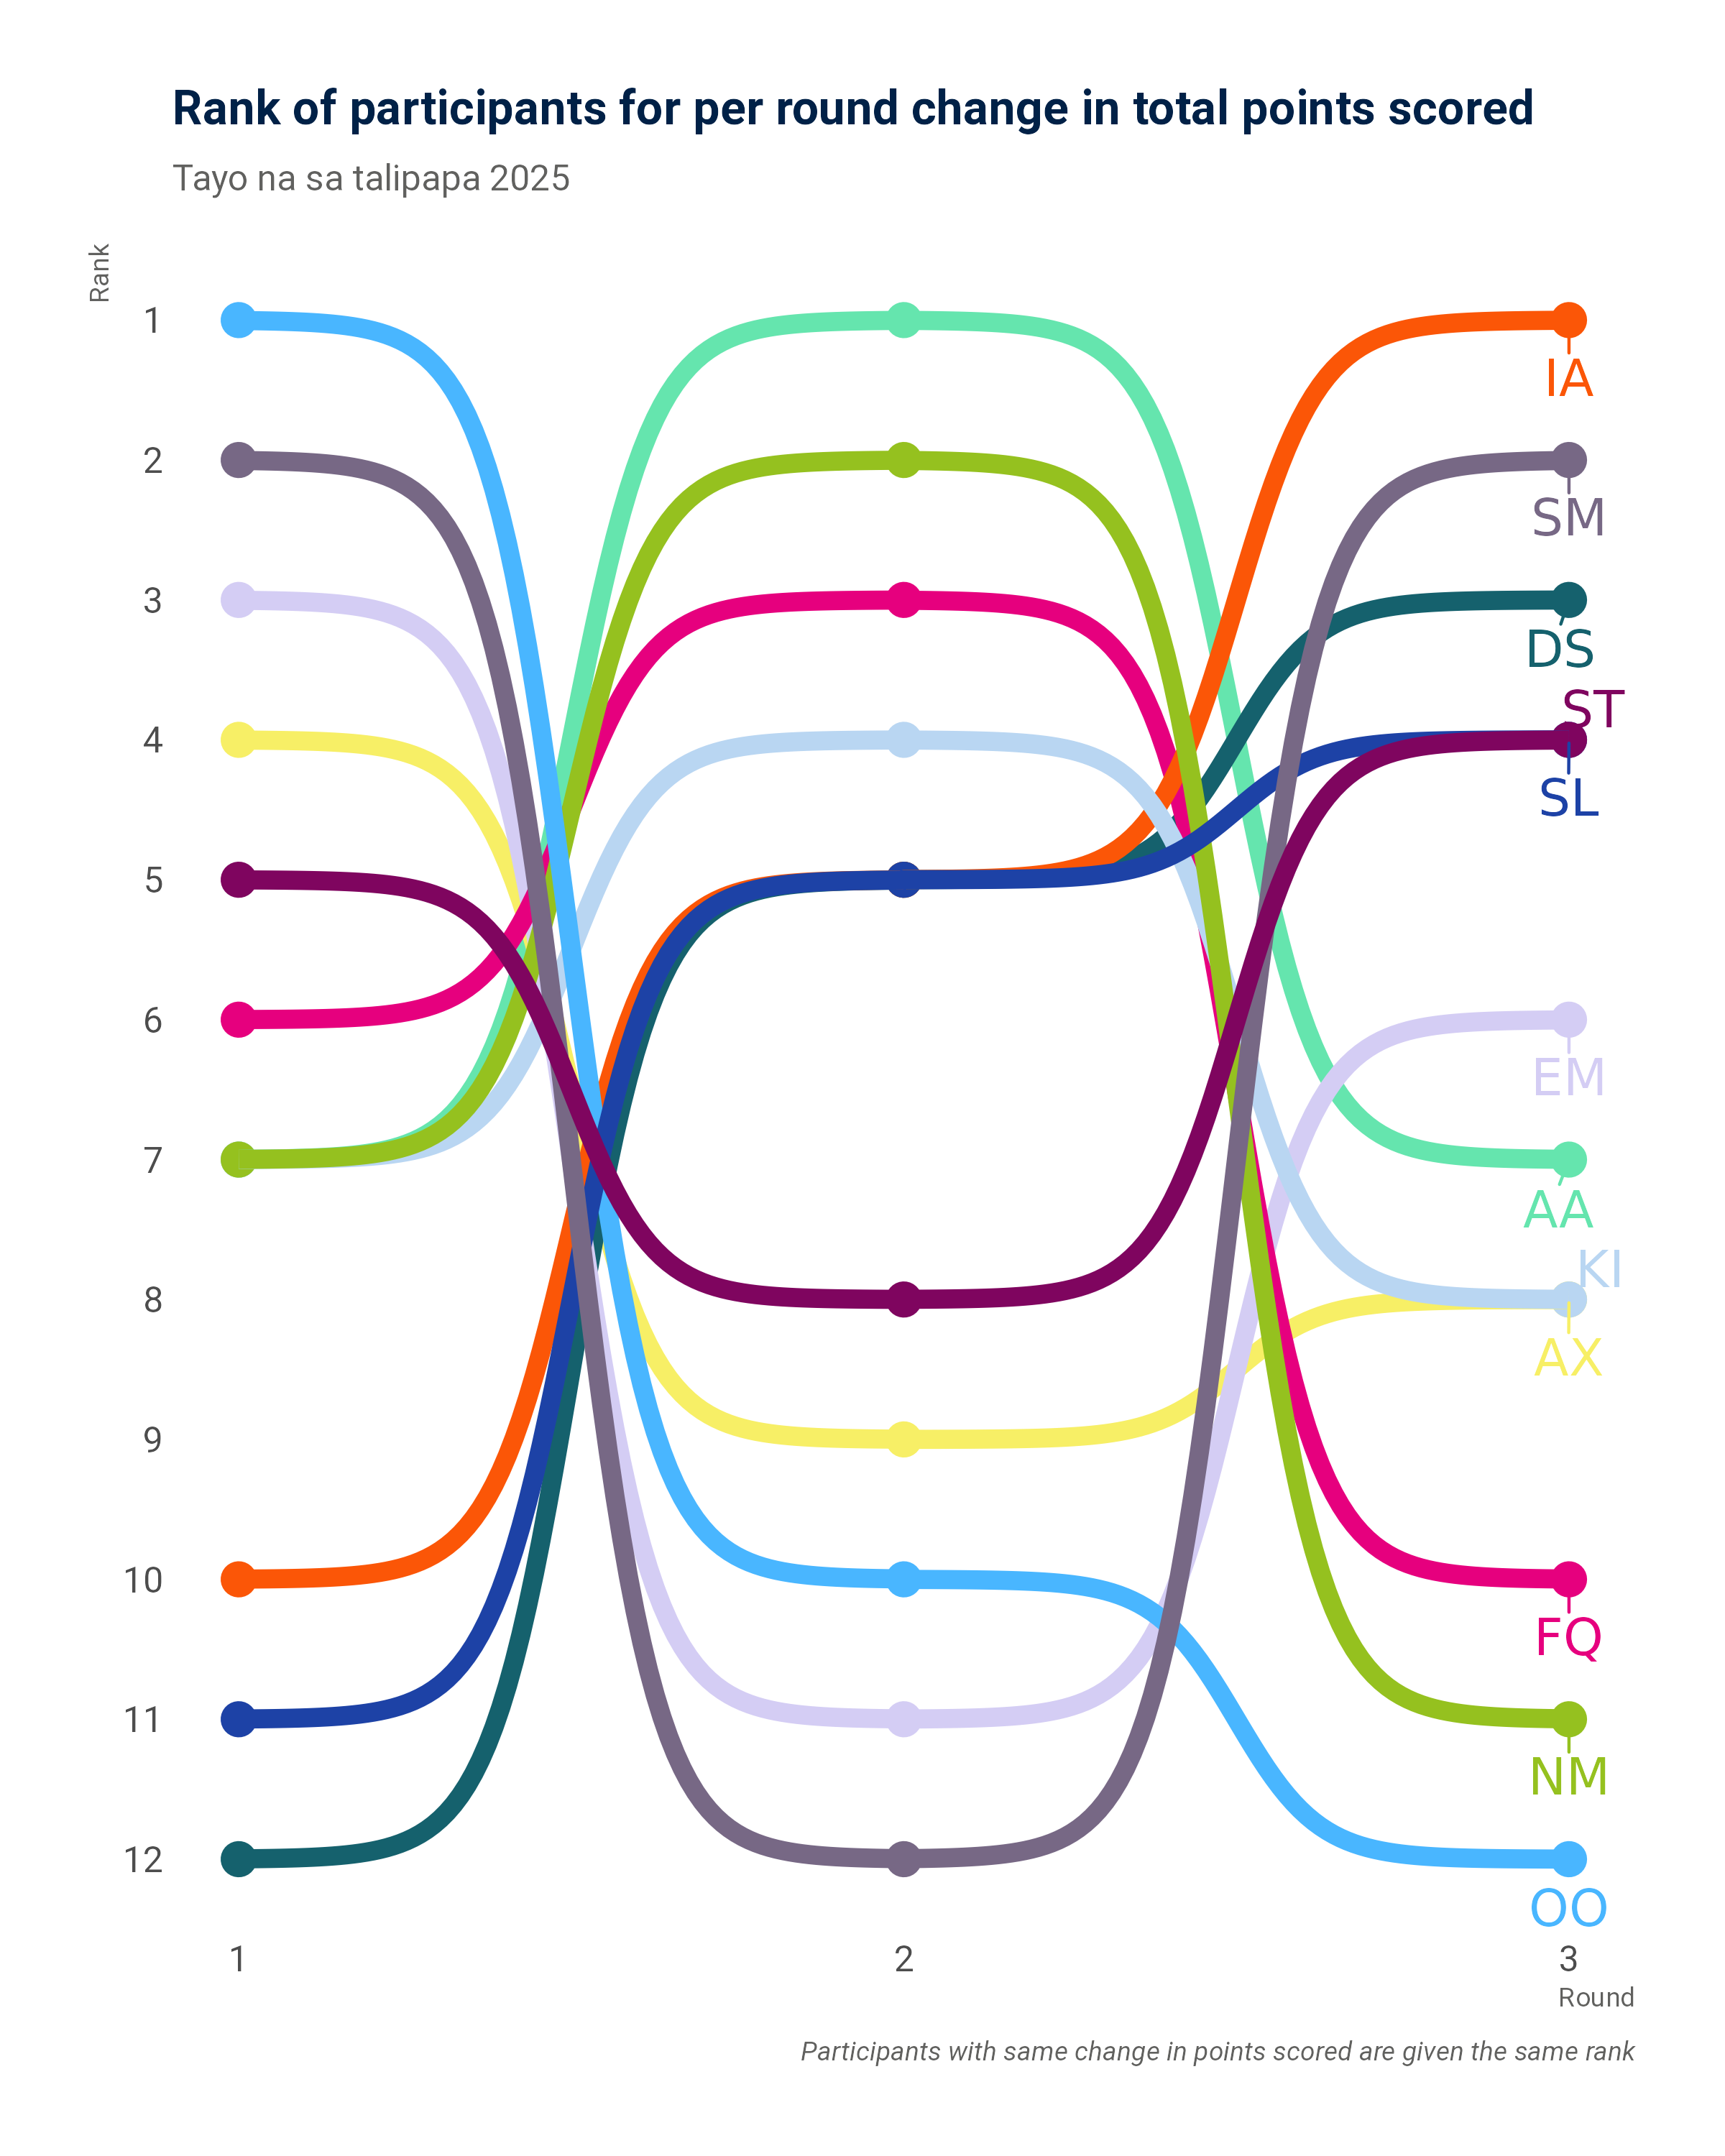 Rank of participants for per round change in total points scored
Tayo na sa talipapa 2025
Rank
1
IA
2
SM
3
DS
ST
4
SL
5
6
EM
7
AA
KI
8
AX
9
10
FQ
11
NM
12
OO
1 2 3
Round
Participants with same change in points scored are given the same rank